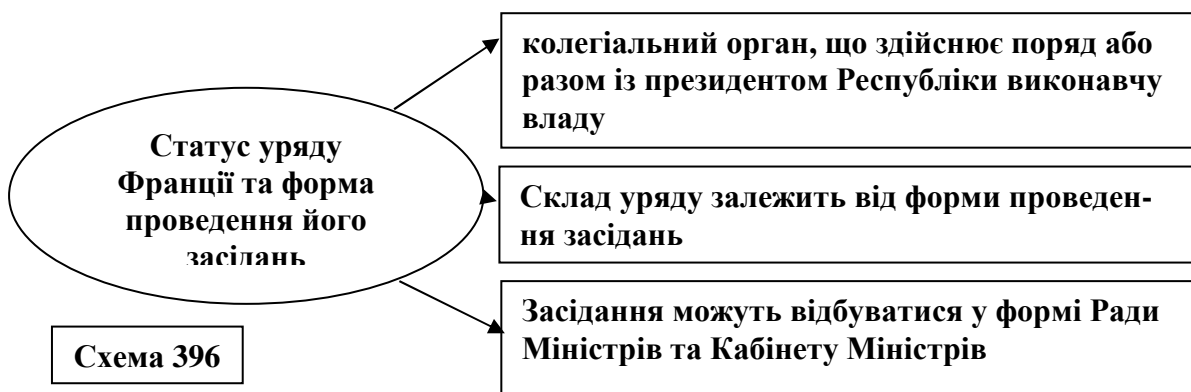 колегіальний орган, що здійснює поряд або
разом із президентом Республіки виконавчу
владу
Статус уряду
Франції та форма
проведення його
засідань
Склад уряду залежить від форми проведен-
ня засідань
Засідання можуть відбуватися у формі Ради
Міністрів та Кабінету Міністрів
Схема 396